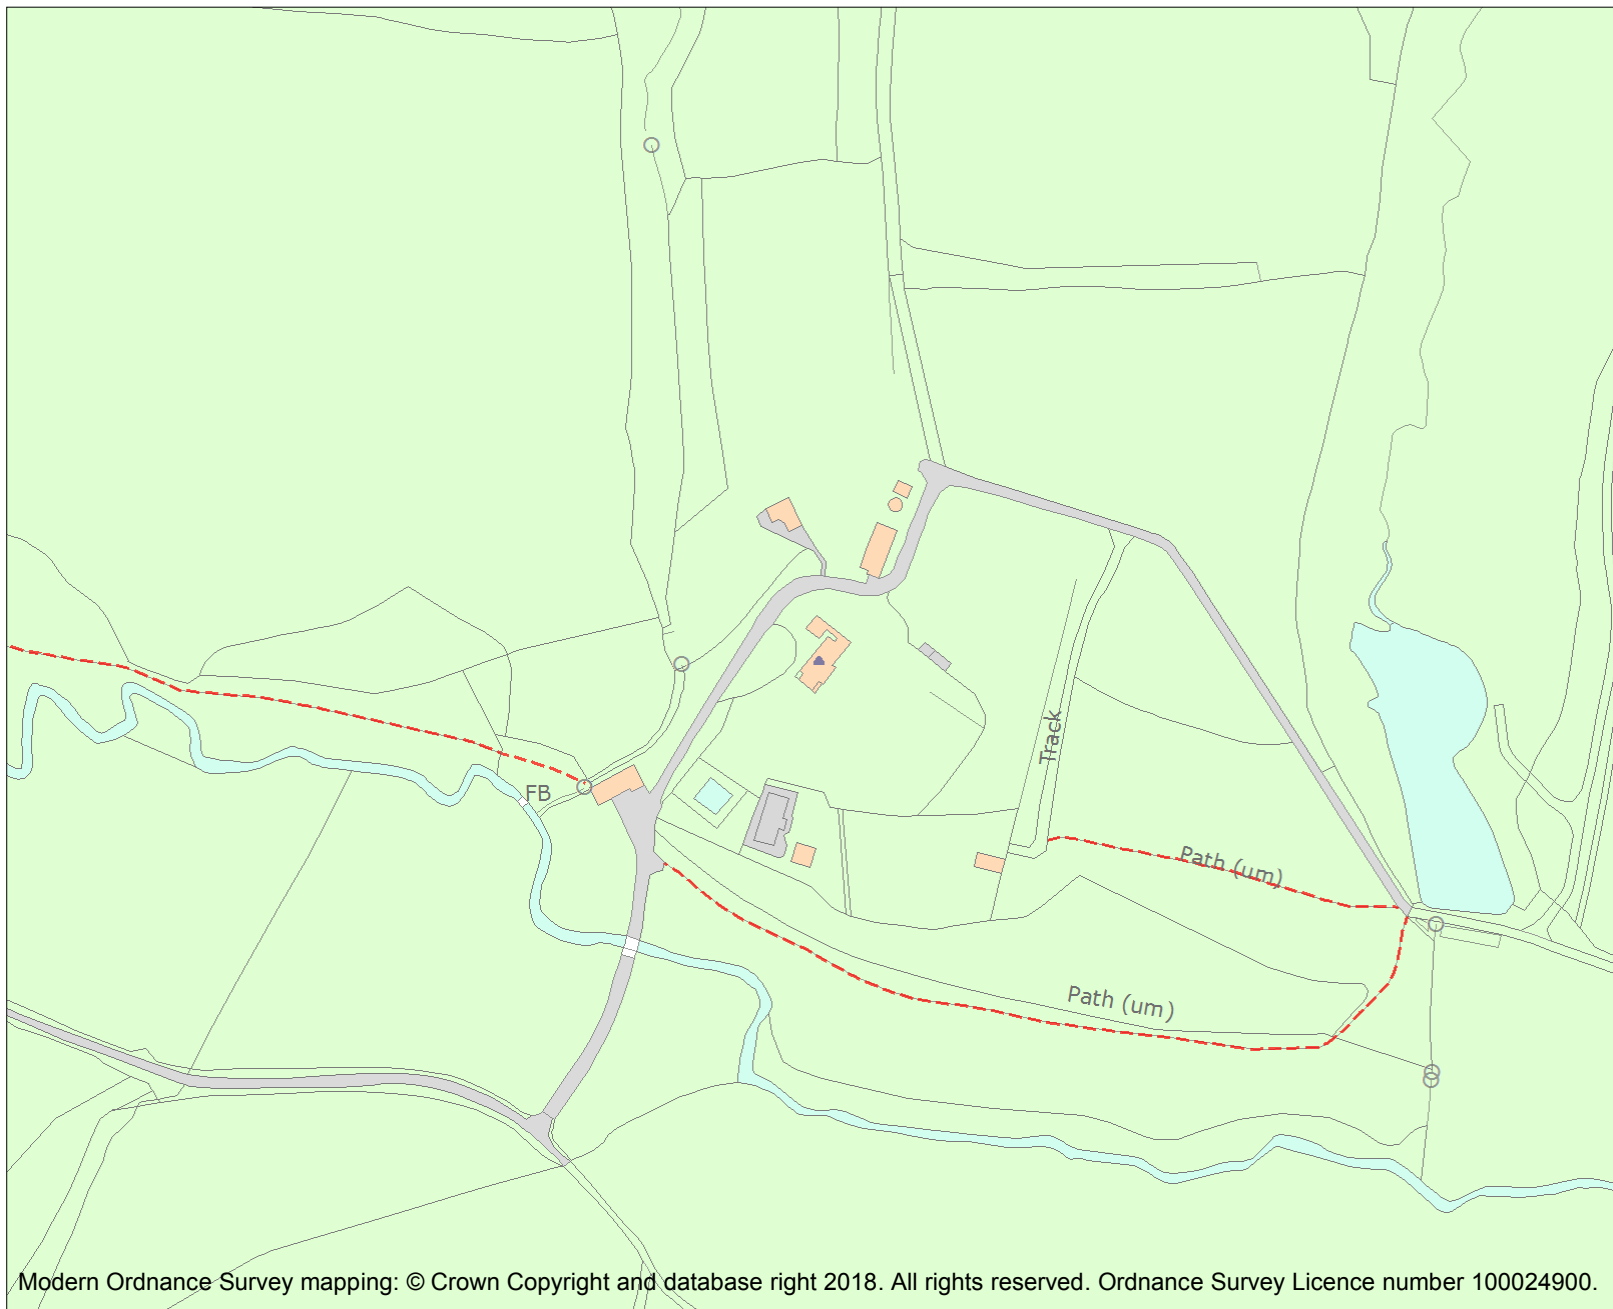 Track
FB
Path (um)
Path (um)
Modern Ordnance Survey mapping: © Crown Copyright and database right 2018. All rights reserved. Ordnance Survey Licence number 100024900.